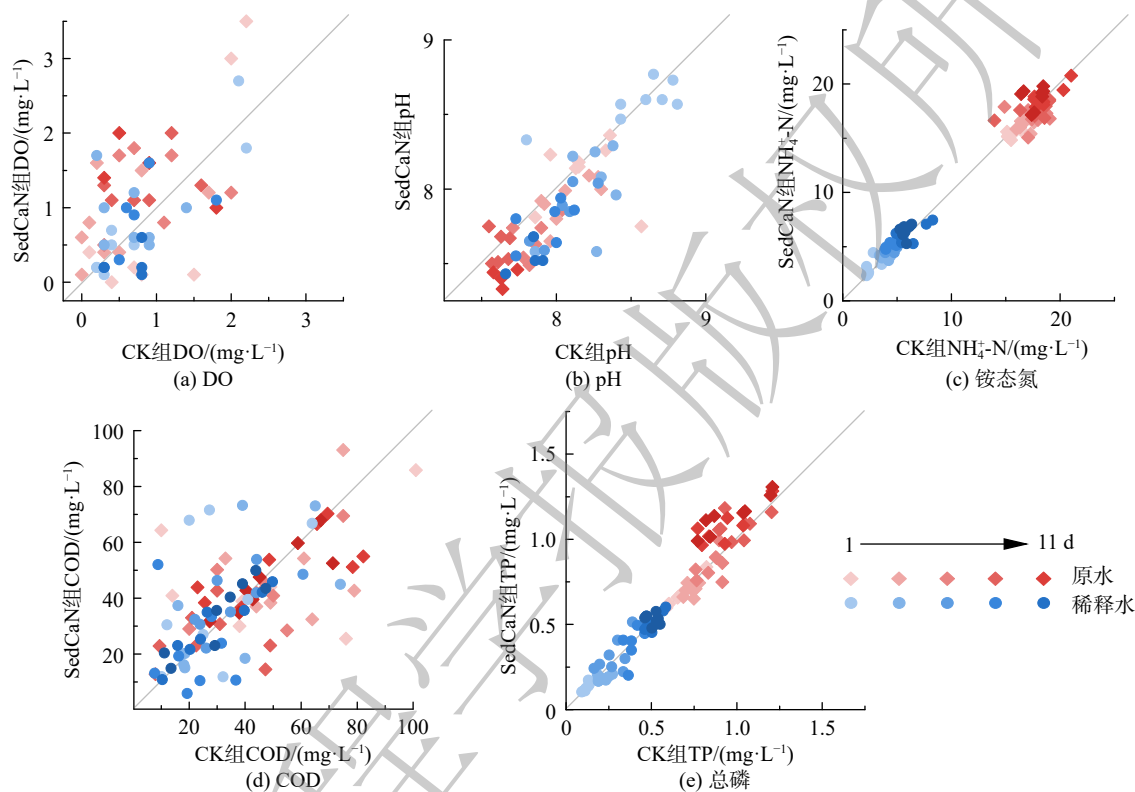 SedCaN组DO/(mg·L⁻¹)
3
2
1
0
0 1 2 3
CK组DO/(mg·L⁻¹)
(a) DO
SedCaN组pH
9
8
8 9
CK组pH
(b) pH
SedCaN组NH₄⁺-N/(mg·L⁻¹)
20
10
0
0 10 20
CK组NH₄⁺-N/(mg·L⁻¹)
(c) 铵态氮
SedCaN组COD/(mg·L⁻¹)
100
80
60
40
20
20 40 60 80 100
CK组COD/(mg·L⁻¹)
(d) COD
SedCaN组TP/(mg·L⁻¹)
1.5
1.0
0.5
0
0 0.5 1.0 1.5
CK组TP/(mg·L⁻¹)
(e) 总磷
1 11 d
原水
稀释水
学报版权所